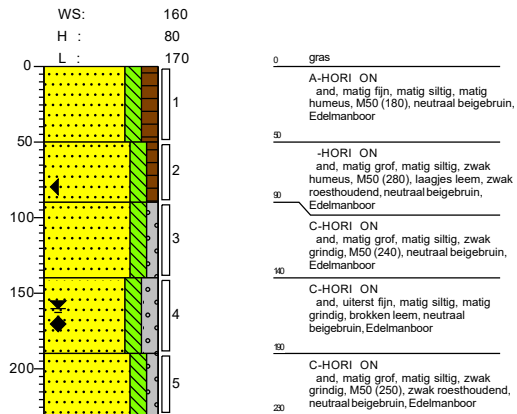 WS: 160
H : 80
L : 170
0
50
100
150
200
1
2
3
4
5
0 gras
A-HORI ON
and, matig fijn, matig siltig, matig
humeus, M50 (180), neutraal beigebruin,
Edelmanboor
50
-HORI ON
and, matig grof, matig siltig, zwak
humeus, M50 (280), laagjes leem, zwak
roesthoudend, neutraal beigebruin,
Edelmanboor
90
C-HORI ON
and, matig grof, matig siltig, zwak
grindig, M50 (240), neutraal beigebruin,
Edelmanboor
140
C-HORI ON
and, uiterst fijn, matig siltig, matig
grindig, brokken leem, neutraal
beigebruin, Edelmanboor
190
C-HORI ON
and, matig grof, matig siltig, zwak
grindig, M50 (250), zwak roesthoudend,
neutraal beigebruin, Edelmanboor
230